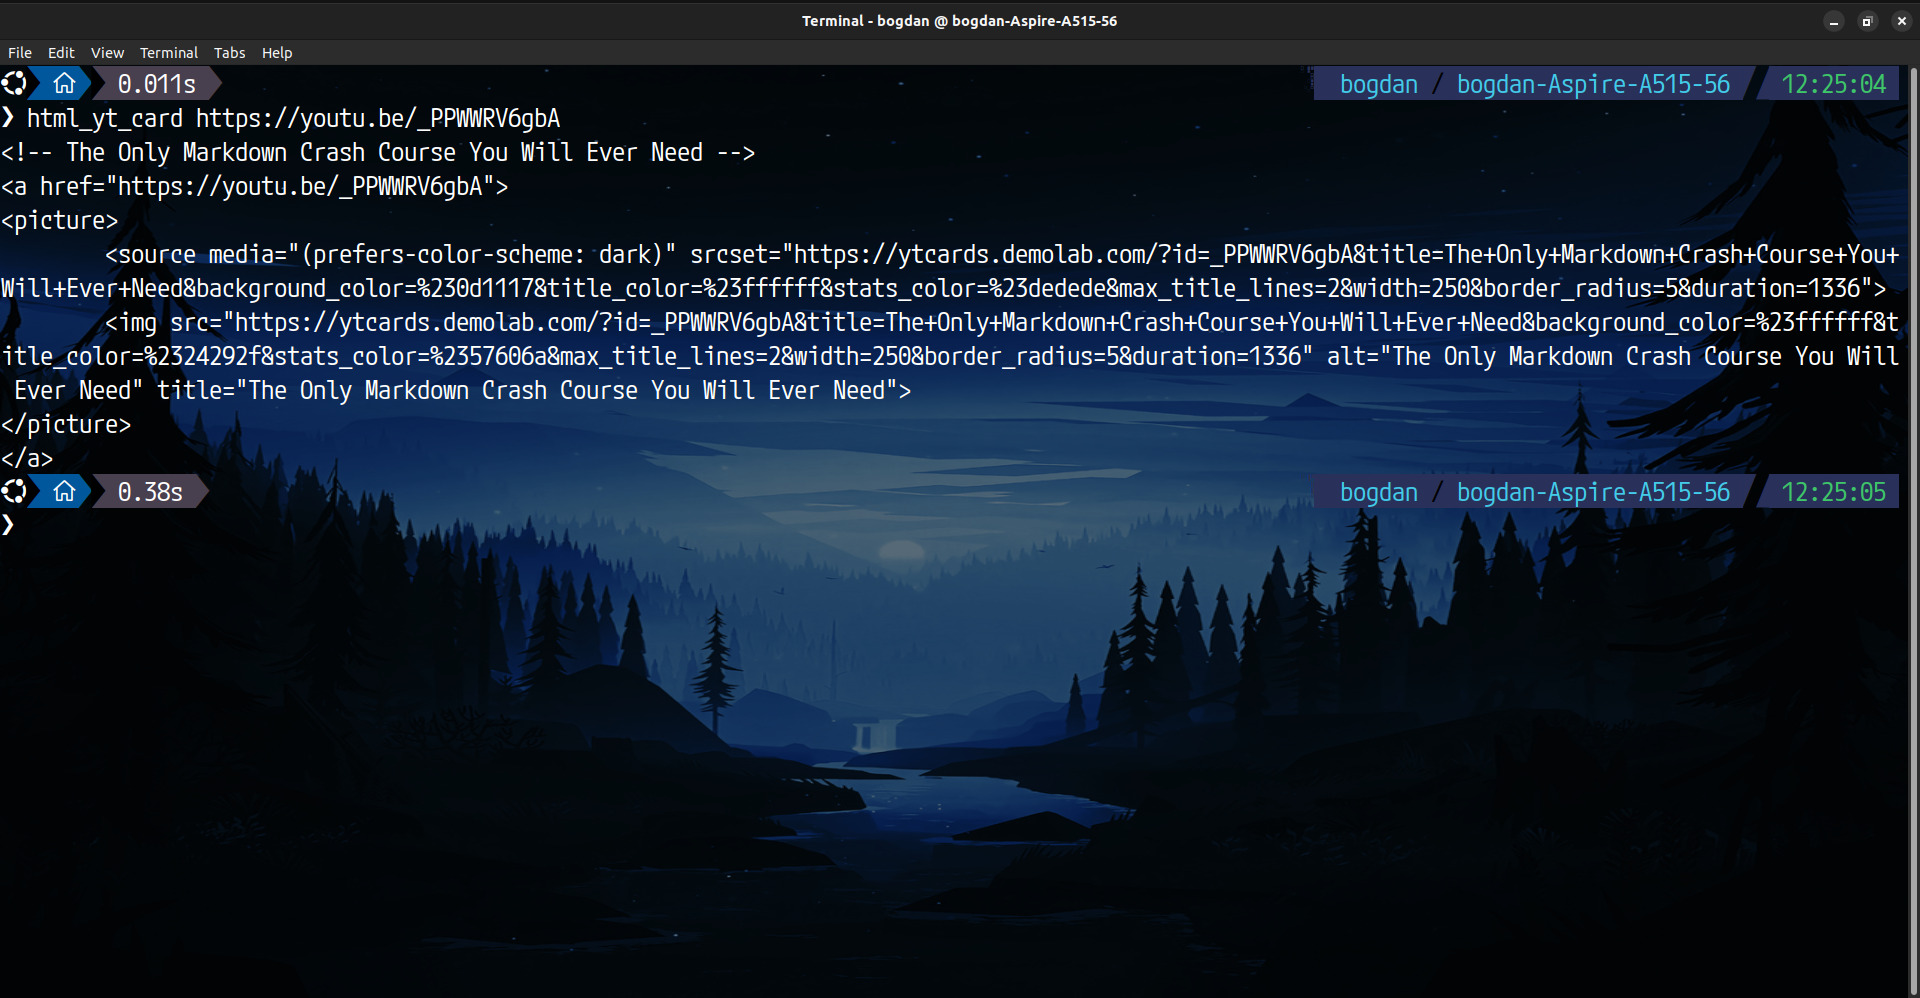 Terminal - bogdan @ bogdan-Aspire-A515-56
File Edit View Terminal Tabs Help
0.011s bogdan / bogdan-Aspire-A515-56 12:25:04
❯ html_yt_card https://youtu.be/_PPWWRV6gbA
<!-- The Only Markdown Crash Course You Will Ever Need -->
<a href="https://youtu.be/_PPWWRV6gbA">
<picture>
        <source media="(prefers-color-scheme: dark)" srcset="https://ytcards.demolab.com/?id=_PPWWRV6gbA&title=The+Only+Markdown+Crash+Course+You+
Will+Ever+Need&background_color=%230d1117&title_color=%23ffffff&stats_color=%23dedede&max_title_lines=2&width=250&border_radius=5&duration=1336">
        <img src="https://ytcards.demolab.com/?id=_PPWWRV6gbA&title=The+Only+Markdown+Crash+Course+You+Will+Ever+Need&background_color=%23ffffff&t
itle_color=%2324292f&stats_color=%2357606a&max_title_lines=2&width=250&border_radius=5&duration=1336" alt="The Only Markdown Crash Course You Will
 Ever Need" title="The Only Markdown Crash Course You Will Ever Need">
</picture>
</a>
0.38s bogdan / bogdan-Aspire-A515-56 12:25:05
❯